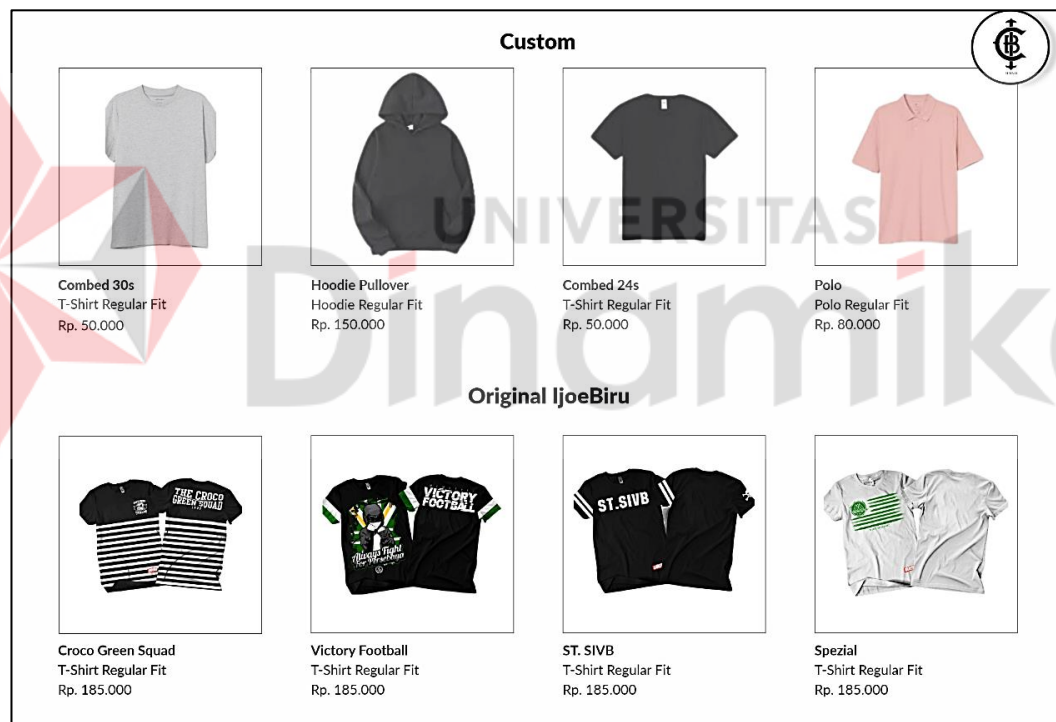 Custom
Combed 30s
T-Shirt Regular Fit
Rp. 50.000
Hoodie Pullover
Hoodie Regular Fit
Rp. 150.000
Combed 24s
T-Shirt Regular Fit
Rp. 50.000
Polo
Polo Regular Fit
Rp. 80.000
UNIVERSITAS
Dinamika
Original IjoeBiru
THE CROCO
GREEN SQUAD
VICTORY
FOOTBALL
Always Fight
For Persebaya
ST.SIVB
Croco Green Squad
T-Shirt Regular Fit
Rp. 185.000
Victory Football
T-Shirt Regular Fit
Rp. 185.000
ST. SIVB
T-Shirt Regular Fit
Rp. 185.000
Spezial
T-Shirt Regular Fit
Rp. 185.000